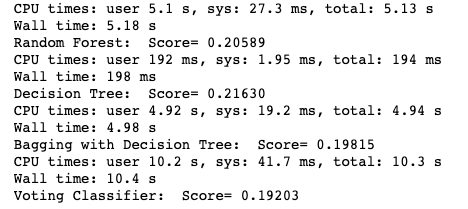 CPU times: user 5.1 s, sys: 27.3 ms, total: 5.13 s
Wall time: 5.18 s
Random Forest:  Score= 0.20589
CPU times: user 192 ms, sys: 1.95 ms, total: 194 ms
Wall time: 198 ms
Decision Tree:  Score= 0.21630
CPU times: user 4.92 s, sys: 19.2 ms, total: 4.94 s
Wall time: 4.98 s
Bagging with Decision Tree:  Score= 0.19815
CPU times: user 10.2 s, sys: 41.7 ms, total: 10.3 s
Wall time: 10.4 s
Voting Classifier:  Score= 0.19203